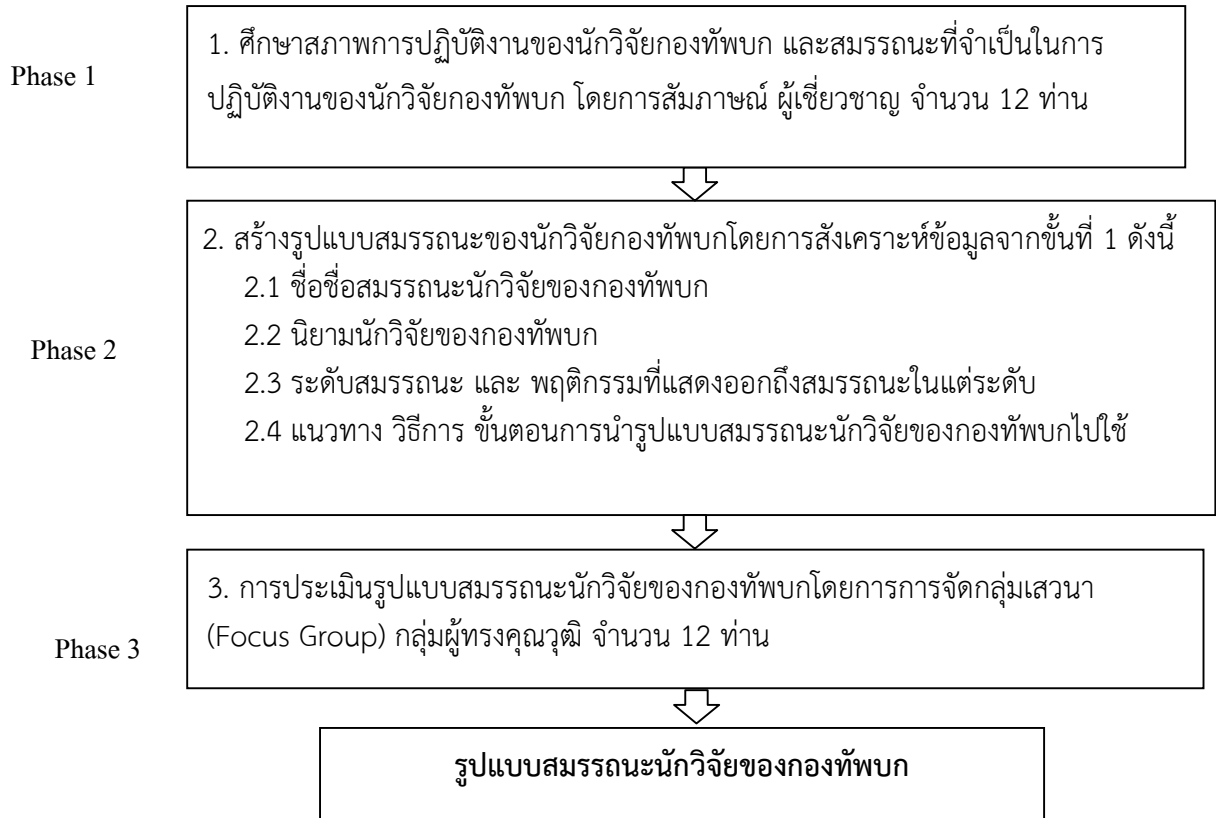 Phase 1
1. ศึกษาสภาพการปฏิบัติงานของนักวิจัยกองทัพบก และสมรรถนะที่จำเป็นในการ
ปฏิบัติงานของนักวิจัยกองทัพบก โดยการสัมภาษณ์ ผู้เชี่ยวชาญ จำนวน 12 ท่าน
Phase 2
2. สร้างรูปแบบสมรรถนะของนักวิจัยกองทัพบกโดยการสังเคราะห์ข้อมูลจากขั้นที่ 1 ดังนี้
2.1 ชื่อชื่อสมรรถนะนักวิจัยของกองทัพบก
2.2 นิยามนักวิจัยของกองทัพบก
2.3 ระดับสมรรถนะ และ พฤติกรรมที่แสดงออกถึงสมรรถนะในแต่ระดับ
2.4 แนวทาง วิธีการ ขั้นตอนการนำรูปแบบสมรรถนะนักวิจัยของกองทัพบกไปใช้
Phase 3
3. การประเมินรูปแบบสมรรถนะนักวิจัยของกองทัพบกโดยการการจัดกลุ่มเสวนา
(Focus Group) กลุ่มผู้ทรงคุณวุฒิ จำนวน 12 ท่าน
รูปแบบสมรรถนะนักวิจัยของกองทัพบก